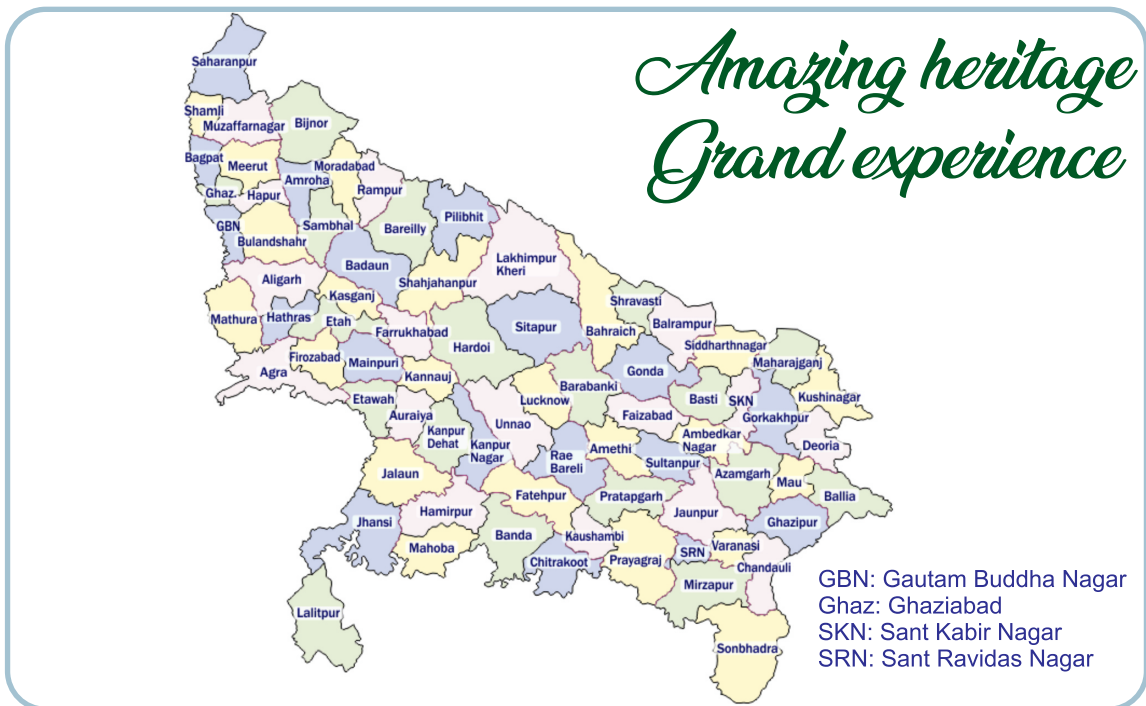 Amazing heritage
Grand experience
Saharanpur
Shamli
Muzaffarnagar
Bijnor
Bagpat
Meerut
Moradabad
Amroha
Rampur
Ghaz.
Hapur
GBN
Bulandshahr
Sambhal
Bareilly
Pilibhit
Badaun
Lakhimpur
Kheri
Aligarh
Shahjahanpur
Kasganj
Shravasti
Mathura
Hathras
Etah
Farrukhabad
Sitapur
Bahraich
Balrampur
Hardoi
Siddharthnagar
Firozabad
Mainpuri
Maharajganj
Agra
Kannauj
Gonda
Barabanki
Etawah
Lucknow
Basti
SKN
Kushinagar
Auraiya
Faizabad
Gorkakhpur
Unnao
Kanpur
Dehat
Kanpur
Nagar
Ambedkar
Nagar
Deoria
Amethi
Rae
Bareli
Sultanpur
Jalaun
Azamgarh
Mau
Fatehpur
Pratapgarh
Ballia
Hamirpur
Jaunpur
Jhansi
Ghazipur
Banda
Kaushambi
Mahoba
Varanasi
SRN
Chitrakoot
Prayagraj
Chandauli
Mirzapur
Lalitpur
Sonbhadra
GBN: Gautam Buddha Nagar
Ghaz: Ghaziabad
SKN: Sant Kabir Nagar
SRN: Sant Ravidas Nagar